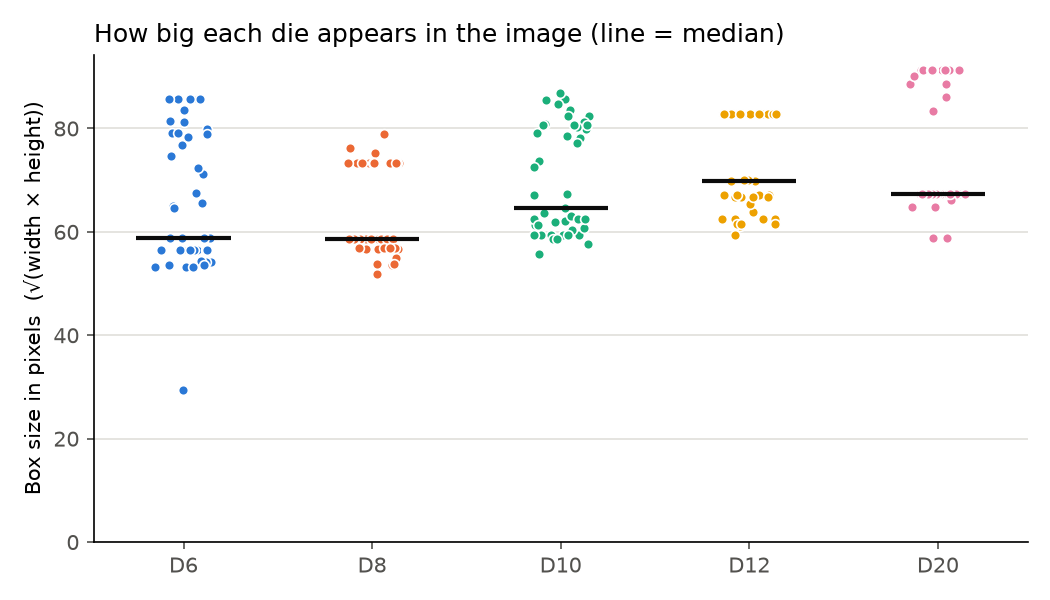 How big each die appears in the image (line = median)
Box size in pixels (√(width × height))
80
60
40
20
0
D6 D8 D10 D12 D20